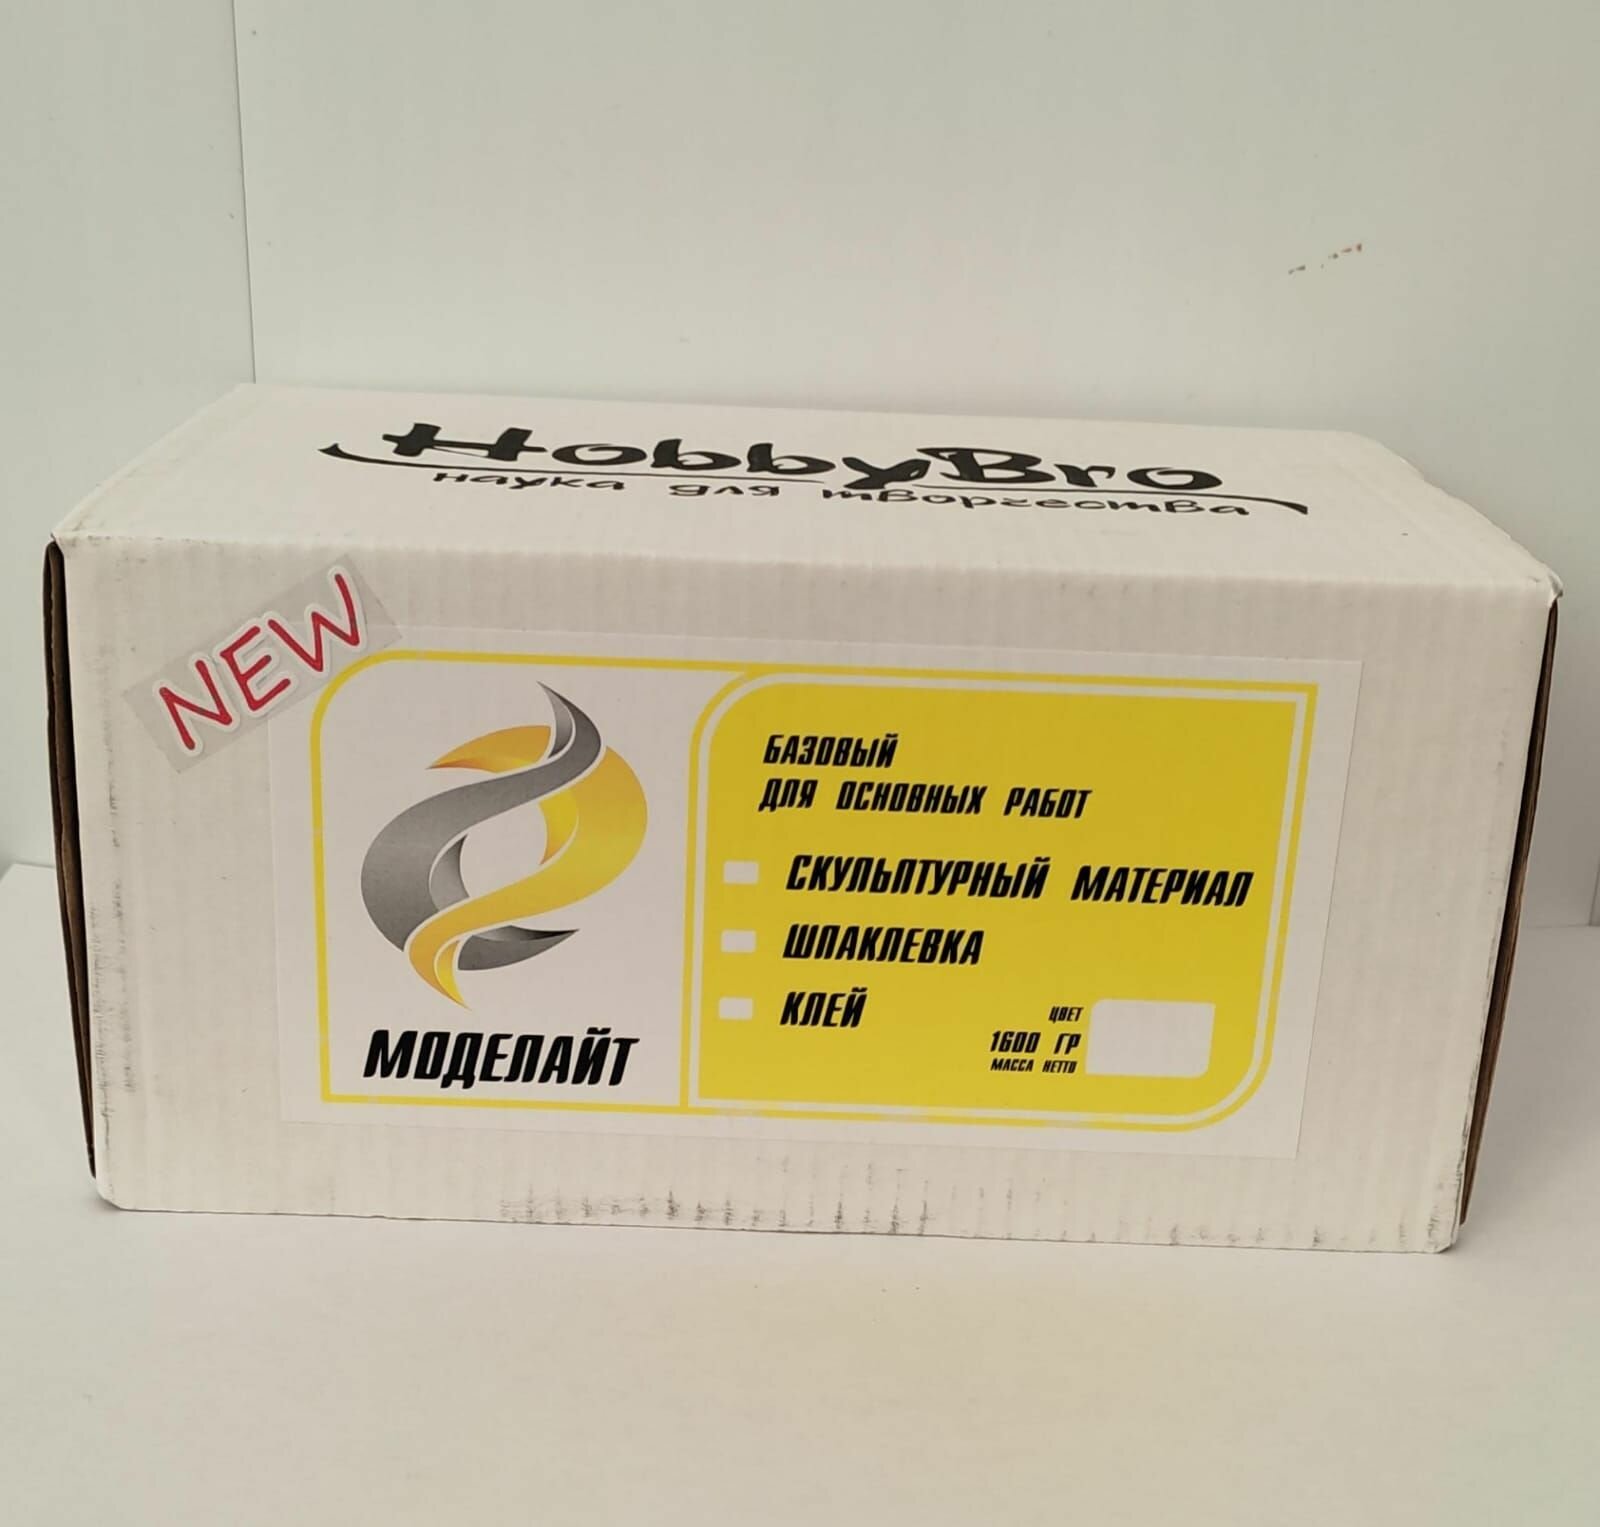 HobbyBro
наука для творчества
NEW
МОДЕЛАЙТ
БАЗОВЫЙ
ДЛЯ ОСНОВНЫХ РАБОТ
СКУЛЬПТУРНЫЙ МАТЕРИАЛ
ШПАКЛЕВКА
КЛЕЙ
ЦВЕТ
1600 ГР
МАССА НЕТТО